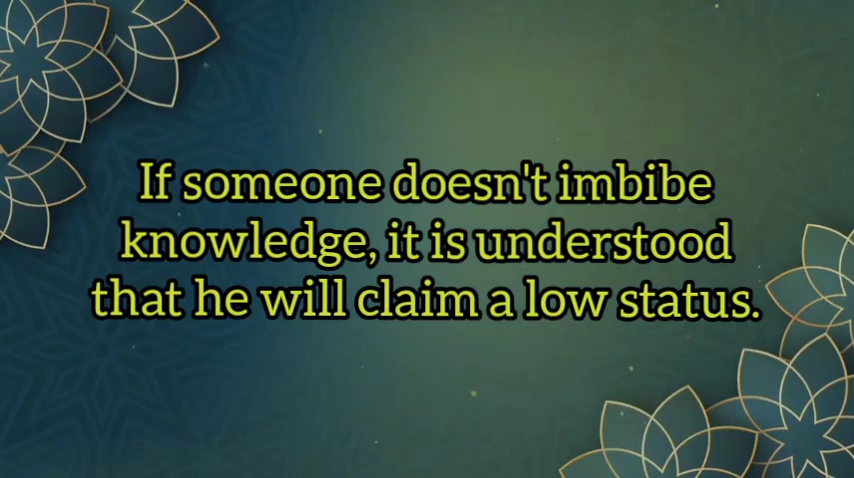 If someone doesn't imbibe
knowledge, it is understood
that he will claim a low status.